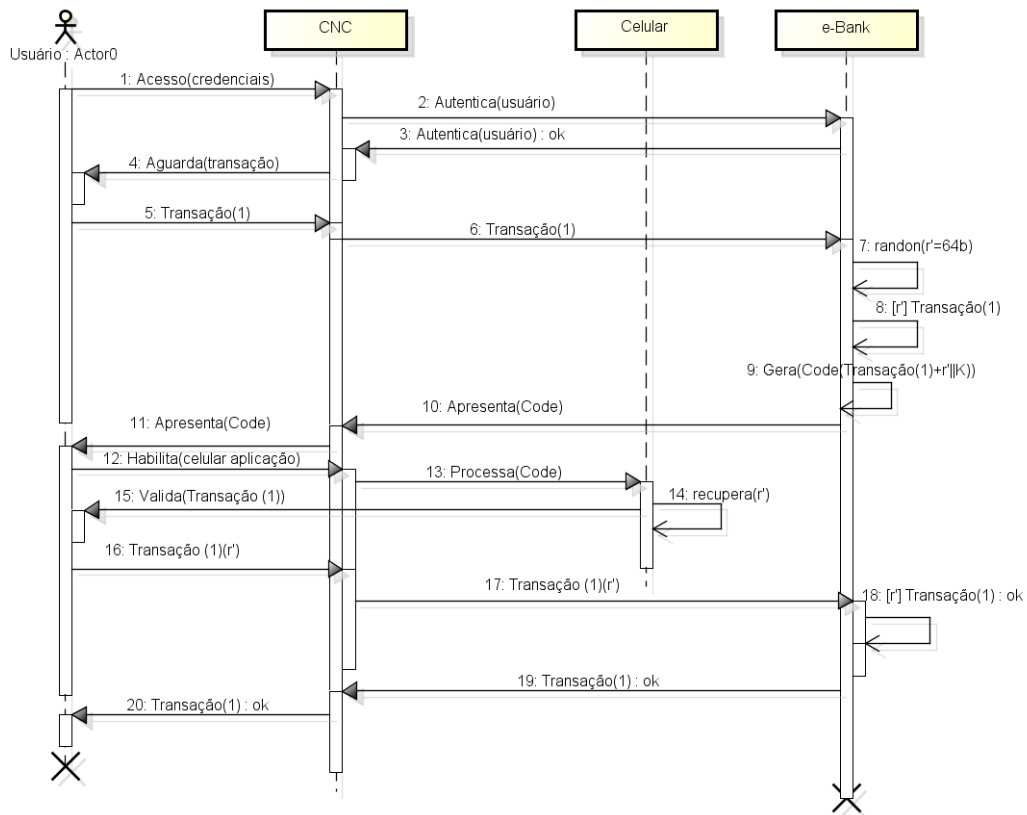 CNC
Celular
e-Bank
Usuário : Actor0
1: Acesso(credenciais)
2: Autentica(usuário)
3: Autentica(usuário) : ok
4: Aguarda(transação)
5: Transação(1)
6: Transação(1)
7: randon(r'=64b)
8: [r'] Transação(1)
9: Gera(Code(Transação(1)+r'||K))
10: Apresenta(Code)
11: Apresenta(Code)
12: Habilita(celular aplicação)
13: Processa(Code)
14: recupera(r')
15: Valida(Transação (1))
16: Transação (1)(r')
17: Transação (1)(r')
18: [r'] Transação(1) : ok
19: Transação(1) : ok
20: Transação(1) : ok